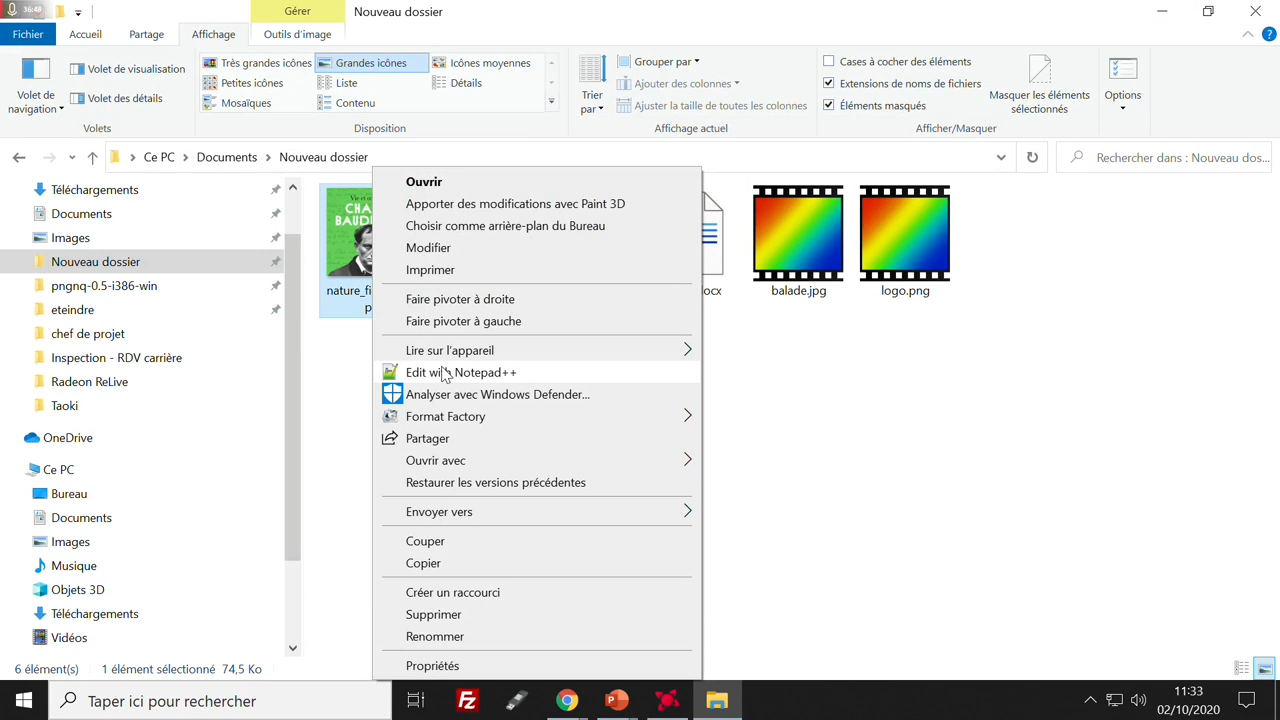 36:48
Gérer
Nouveau dossier
Fichier
Accueil
Partage
Affichage
Outils d'image
Volet de
navigation
Volet de visualisation
Volet des détails
Volets
Très grandes icônes
Grandes icônes
Icônes moyennes
Petites icônes
Liste
Détails
Mosaïques
Contenu
Disposition
Trier
par
Grouper par
Ajouter des colonnes
Ajuster la taille de toutes les colonnes
Affichage actuel
Cases à cocher des éléments
Extensions de noms de fichiers
Éléments masqués
Masquer les éléments
sélectionnés
Afficher/Masquer
Options
Ce PC
Documents
Nouveau dossier
Rechercher dans : Nouveau dos...
Téléchargements
Documents
Images
Nouveau dossier
pngnq-0.5-i386-win
eteindre
chef de projet
Inspection - RDV carrière
Radeon ReLive
Taoki
OneDrive
Ce PC
Bureau
Documents
Images
Musique
Objets 3D
Téléchargements
Vidéos
CHA
BAUD
nature_fi
p
ocx
balade.jpg
logo.png
Ouvrir
Apporter des modifications avec Paint 3D
Choisir comme arrière-plan du Bureau
Modifier
Imprimer
Faire pivoter à droite
Faire pivoter à gauche
Lire sur l'appareil
Edit with Notepad++
Analyser avec Windows Defender...
Format Factory
Partager
Ouvrir avec
Restaurer les versions précédentes
Envoyer vers
Couper
Copier
Créer un raccourci
Supprimer
Renommer
Propriétés
6 élément(s)
1 élément sélectionné 74,5 Ko
Taper ici pour rechercher
11:33
02/10/2020